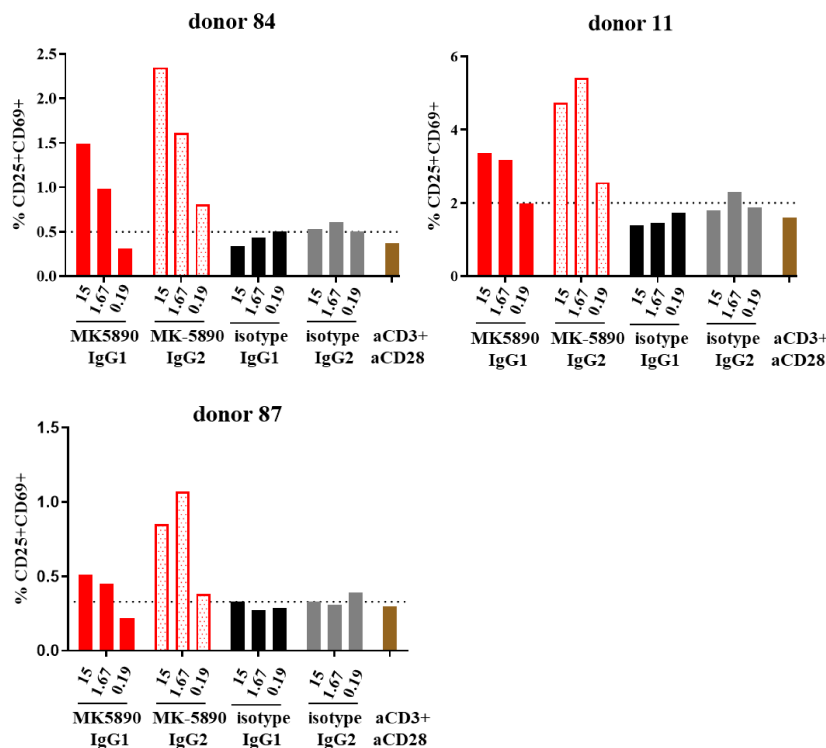 donor 84
% CD25+CD69+
2.5
2.0
1.5
1.0
0.5
0.0
15 1.67 0.19 15 1.67 0.19 15 1.67 0.19 15 1.67 0.19
MK5890 MK-5890 isotype isotype aCD3+
IgG1 IgG2 IgG1 IgG2 aCD28
donor 11
% CD25+CD69+
6
4
2
0
15 1.67 0.19 15 1.67 0.19 15 1.67 0.19 15 1.67 0.19
MK5890 MK-5890 isotype isotype aCD3+
IgG1 IgG2 IgG1 IgG2 aCD28
donor 87
% CD25+CD69+
1.5
1.0
0.5
0.0
15 1.67 0.19 15 1.67 0.19 15 1.67 0.19 15 1.67 0.19
MK5890 MK-5890 isotype isotype aCD3+
IgG1 IgG2 IgG1 IgG2 aCD28